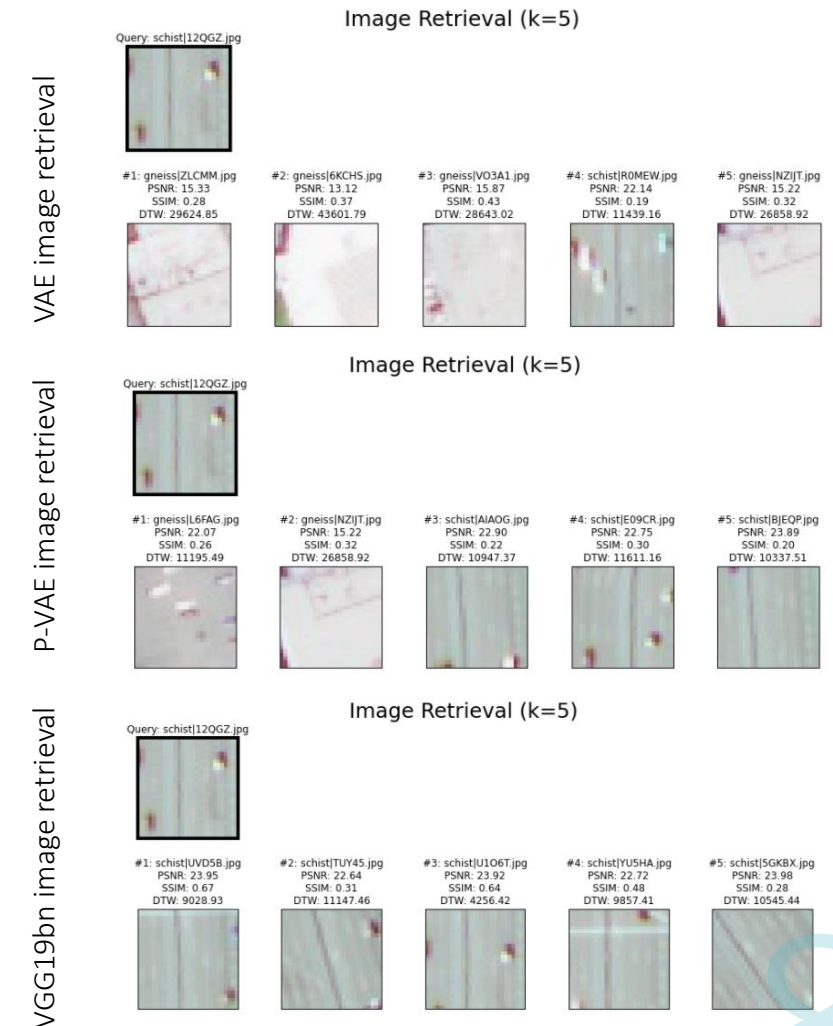 Image Retrieval (k=5)
VAE image retrieval
Query: schist|12QGZ.jpg
#1: gneiss|ZLCMM.jpg
PSNR: 15.33
SSIM: 0.28
DTW: 29624.85
#2: gneiss|6KCHS.jpg
PSNR: 13.12
SSIM: 0.37
DTW: 43601.79
#3: gneiss|VO3A1.jpg
PSNR: 15.87
SSIM: 0.43
DTW: 28643.02
#4: schist|R0MEW.jpg
PSNR: 22.14
SSIM: 0.19
DTW: 11439.16
#5: gneiss|NZIJT.jpg
PSNR: 15.22
SSIM: 0.32
DTW: 26858.92
Image Retrieval (k=5)
P-VAE image retrieval
Query: schist|12QGZ.jpg
#1: gneiss|L6FAG.jpg
PSNR: 22.07
SSIM: 0.26
DTW: 11195.49
#2: gneiss|NZIJT.jpg
PSNR: 15.22
SSIM: 0.32
DTW: 26858.92
#3: schist|AIAOG.jpg
PSNR: 22.90
SSIM: 0.22
DTW: 10947.37
#4: schist|E09CR.jpg
PSNR: 22.75
SSIM: 0.30
DTW: 11611.16
#5: schist|BJEQP.jpg
PSNR: 23.89
SSIM: 0.20
DTW: 10337.51
Image Retrieval (k=5)
VGG19bn image retrieval
Query: schist|12QGZ.jpg
#1: schist|UVD5B.jpg
PSNR: 23.95
SSIM: 0.67
DTW: 9028.93
#2: schist|TUY45.jpg
PSNR: 22.64
SSIM: 0.31
DTW: 11147.46
#3: schist|U1O6T.jpg
PSNR: 23.92
SSIM: 0.64
DTW: 4256.42
#4: schist|YU5HA.jpg
PSNR: 22.72
SSIM: 0.48
DTW: 9857.41
#5: schist|5GKBX.jpg
PSNR: 23.98
SSIM: 0.28
DTW: 10545.44